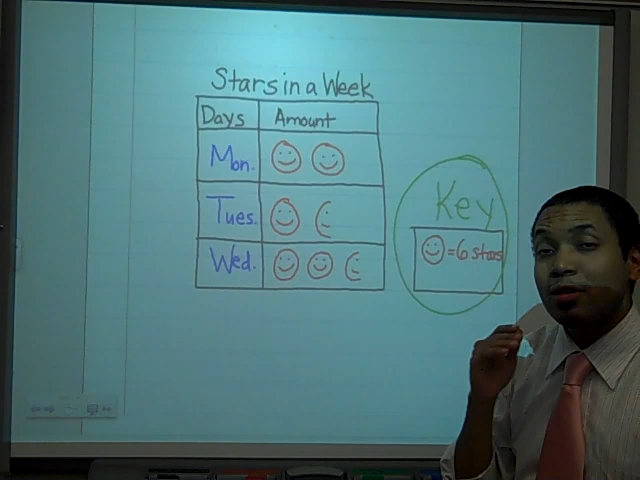 Stars in a Week
Days Amount
Mon.
Tues.
Wed.
Key
=6 stars